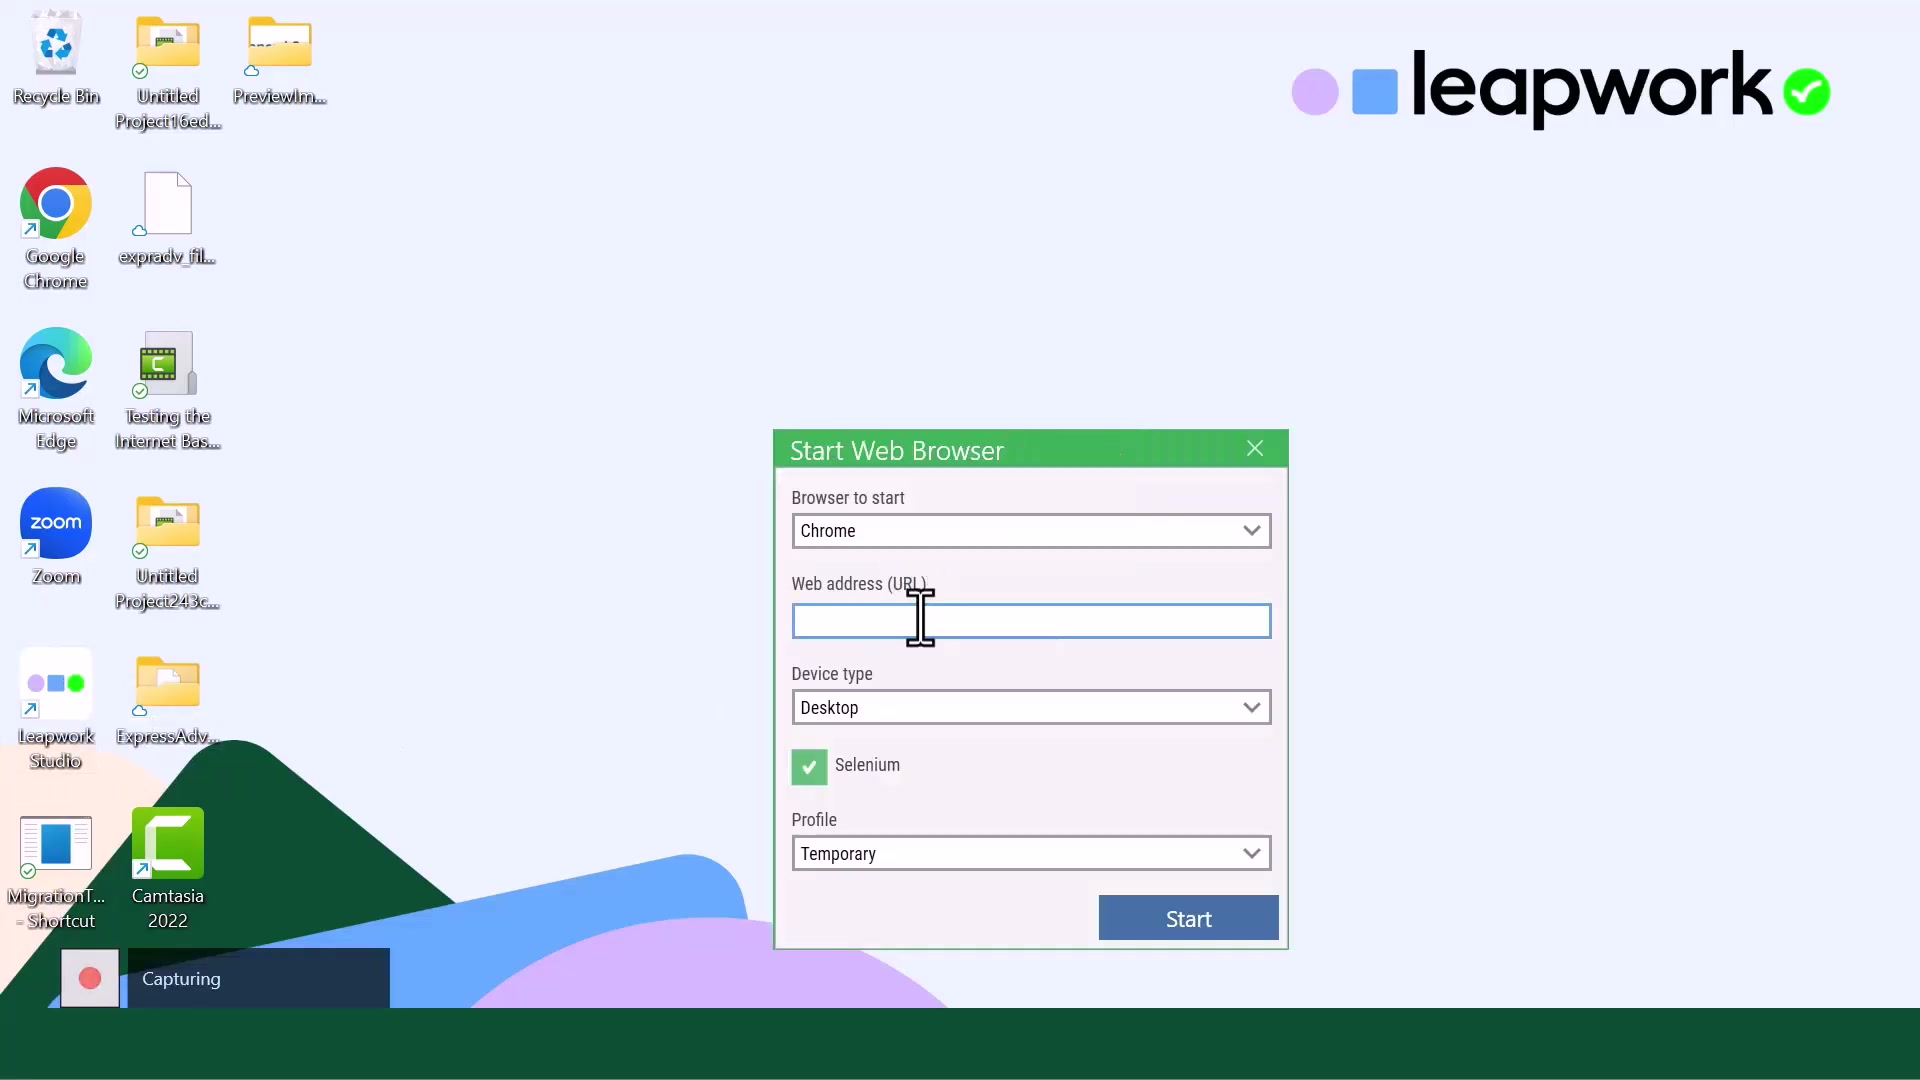 Recycle Bin
Untitled
Project16ed...
PreviewIm...
leapwork
Google
Chrome
expradv_fil...
Microsoft
Edge
Testing the
Internet Bas...
zoom
Zoom
Untitled
Project243c...
Leapwork
Studio
ExpressAdv...
MigrationT...
- Shortcut
Camtasia
2022
Capturing
Start Web Browser
Browser to start
Chrome
Web address (URL)
Device type
Desktop
Selenium
Profile
Temporary
Start